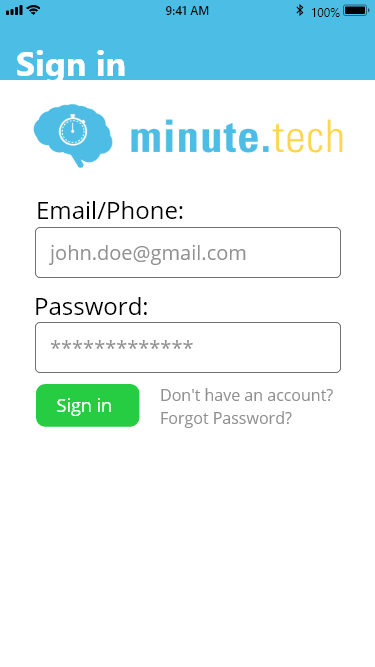 9:41 AM 100%
Sign in
minute.tech
Email/Phone:
john.doe@gmail.com
Password:
*************
Sign in
Don't have an account?
Forgot Password?